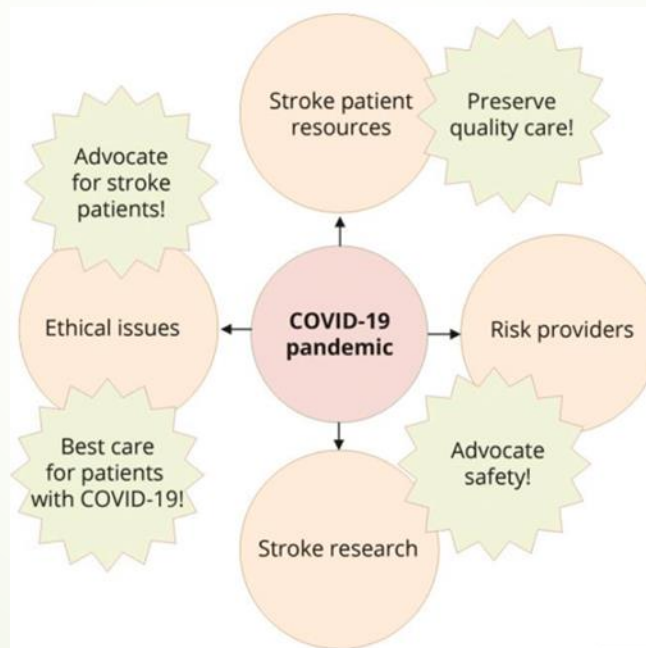 Stroke patient
resources
Preserve
quality care!
Advocate
for stroke
patients!
Ethical issues
COVID-19
pandemic
Risk providers
Best care
for patients
with COVID-19!
Advocate
safety!
Stroke research